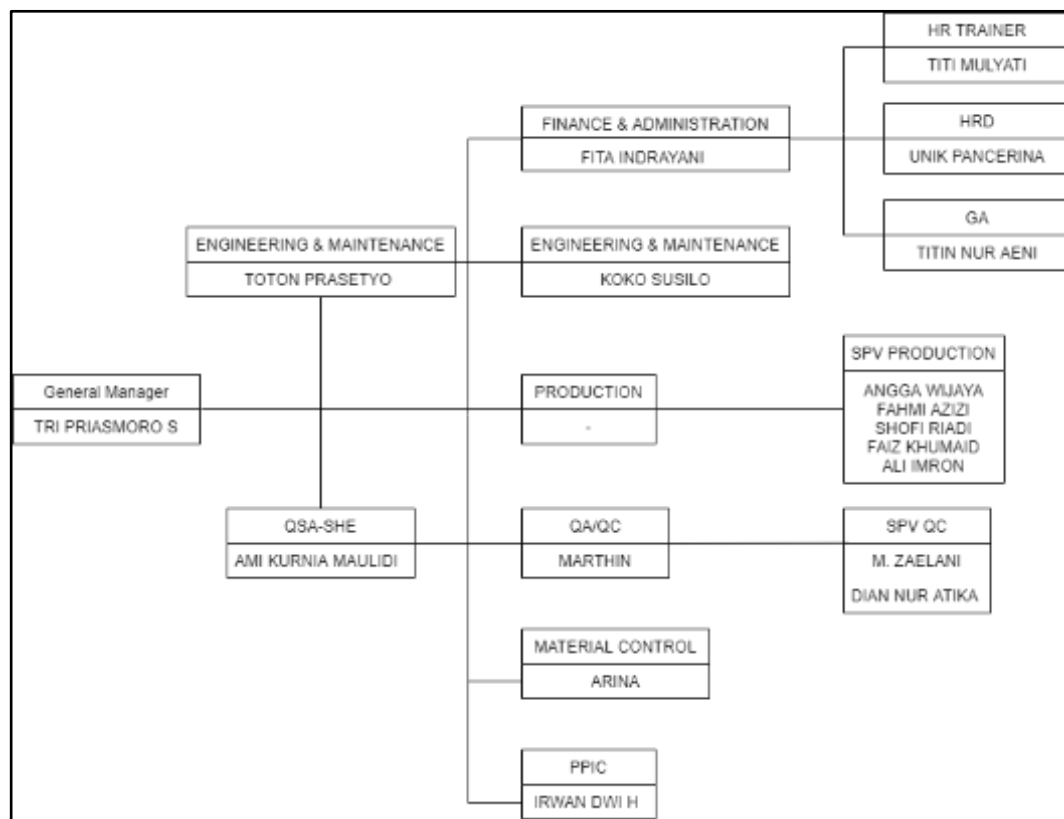 HR TRAINER
TITI MULYATI
FINANCE & ADMINISTRATION
FITA INDRAYANI
HRD
UNIK PANCERINA
GA
TITIN NUR AENI
ENGINEERING & MAINTENANCE
TOTON PRASETYO
ENGINEERING & MAINTENANCE
KOKO SUSILO
General Manager
TRI PRIASMORO S
PRODUCTION
-
SPV PRODUCTION
ANGGA WIJAYA
FAHMI AZIZI
SHOFI RIADI
FAIZ KHUMAID
ALI IMRON
QSA-SHE
AMI KURNIA MAULIDI
QA/QC
MARTHIN
SPV QC
M. ZAELANI
DIAN NUR ATIKA
MATERIAL CONTROL
ARINA
PPIC
IRWAN DWI H